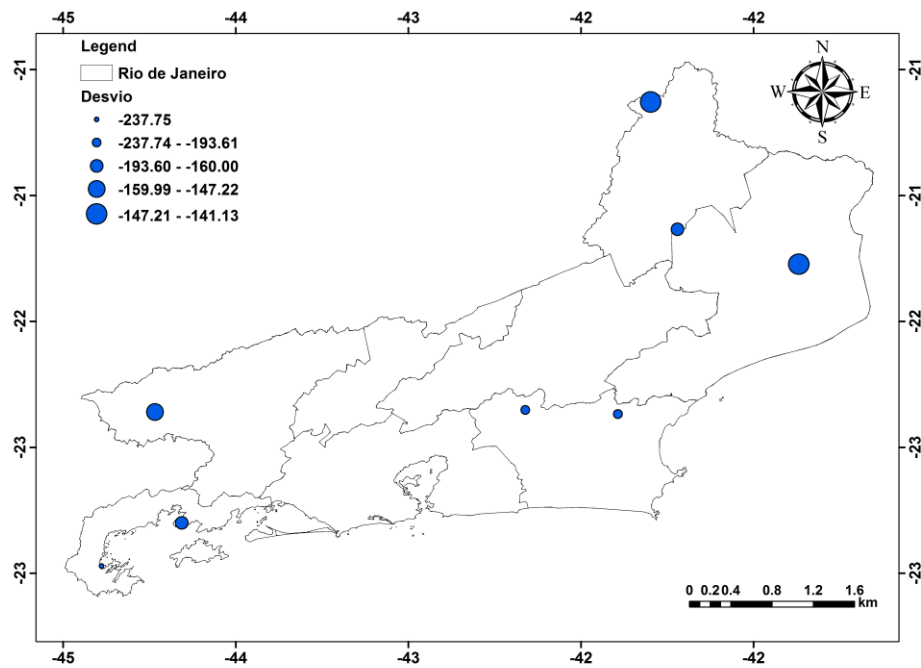 -45 -44 -43 -42 -42
Legend
Rio de Janeiro
Desvio
-237.75
-237.74 - -193.61
-193.60 - -160.00
-159.99 - -147.22
-147.21 - -141.13
N
W E
S
-21 -21
-21 -21
-22 -22
-23 -23
-23 -23
0 0.2 0.4 0.8 1.2 1.6
km
-45 -44 -43 -42 -42